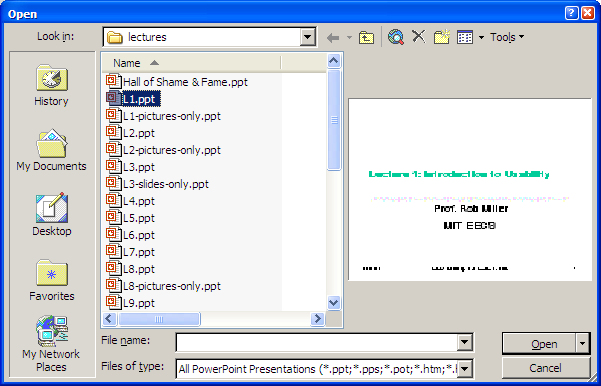 Open
Look in:
lectures
Tools
Name
History
My Documents
Desktop
Favorites
My Network
Places
Hall of Shame & Fame.ppt
L1.ppt
L1-pictures-only.ppt
L2.ppt
L2-pictures-only.ppt
L3.ppt
L3-slides-only.ppt
L4.ppt
L5.ppt
L6.ppt
L7.ppt
L8.ppt
L8-pictures-only.ppt
L9.ppt
Lecture 1: Introduction to Usability
Prof. Rob Miller
MIT EECS
File name:
Open
Files of type:
All PowerPoint Presentations (*.ppt;*.pps;*.pot;*.htm;*.
Cancel